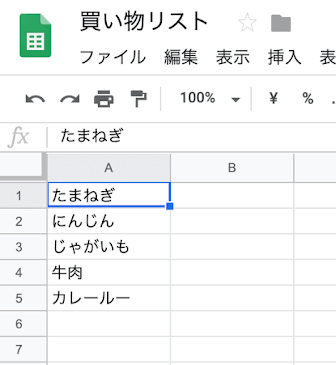 買い物リスト
ファイル 編集 表示 挿入 表
100% ¥ % .
fx たまねぎ
A B
1 たまねぎ
2 にんじん
3 じゃがいも
4 牛肉
5 カレールー
6
7